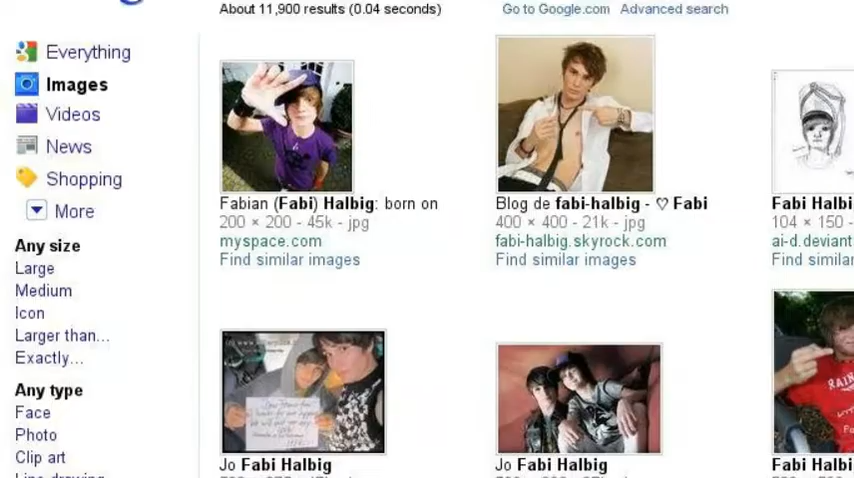 About 11,900 results (0.04 seconds)
Go to Google.com Advanced search
Everything
Images
Videos
News
Shopping
More
Any size
Large
Medium
Icon
Larger than...
Exactly...
Any type
Face
Photo
Clip art
Line drawing
Fabian (Fabi) Halbig: born on
200 × 200 - 45k - jpg
myspace.com
Find similar images
Blog de fabi-halbig - ♡ Fabi
400 × 400 - 21k - jpg
fabi-halbig.skyrock.com
Find similar images
Fabi Halbi
104 × 150 -
ai-d.deviant
Find similar
Jo Fabi Halbig
Jo Fabi Halbig
Fabi Halbi